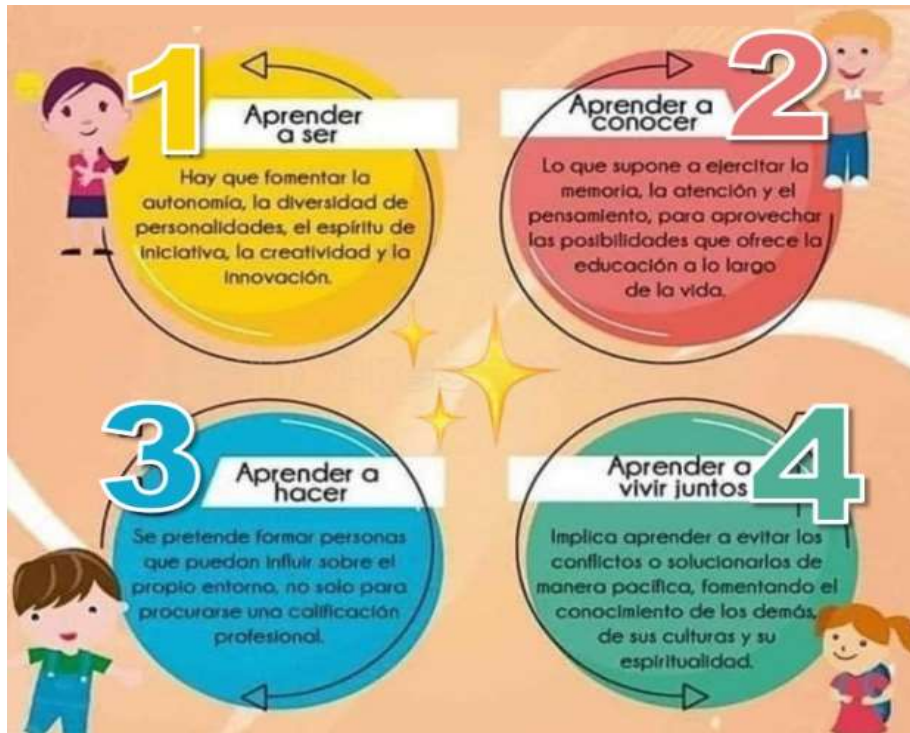 1
Aprender
a ser
Hay que fomentar la
autonomía, la diversidad de
personalidades, el espíritu de
iniciativa, la creatividad y la
innovación.
2
Aprender a
conocer
Lo que supone a ejercitar la
memoria, la atención y el
pensamiento, para aprovechar
las posibilidades que ofrece la
educación a lo largo
de la vida.
3
Aprender a
hacer
Se pretende formar personas
que puedan influir sobre el
propio entorno, no solo para
procurarse una calificación
profesional.
4
Aprender a
vivir juntos
Implica aprender a evitar los
conflictos o solucionarlos de
manera pacífica, fomentando el
conocimiento de los demás,
de sus culturas y su
espiritualidad.